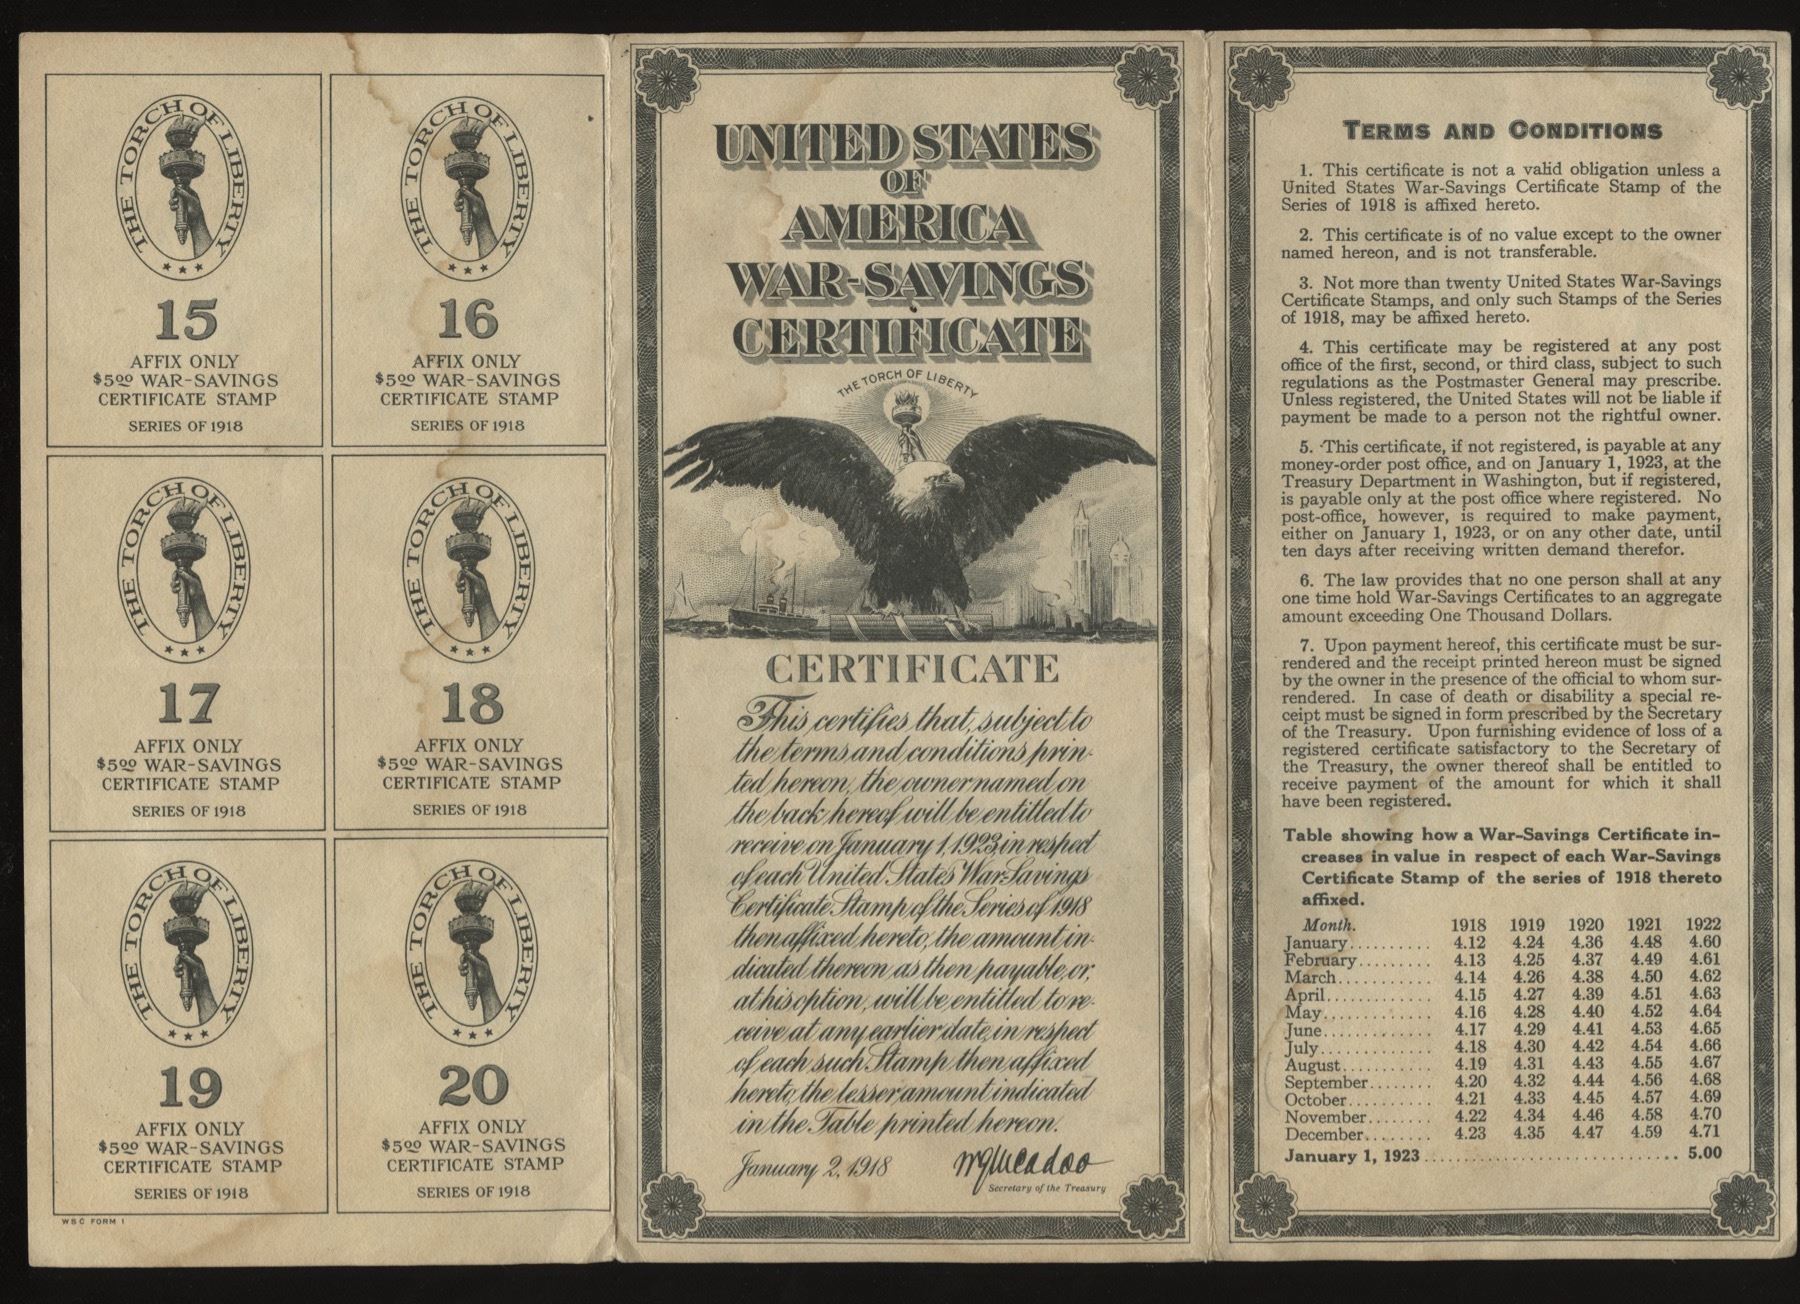 THE TORCH OF LIBERTY
15
AFFIX ONLY
$5.00 WAR-SAVINGS
CERTIFICATE STAMP
SERIES OF 1918
THE TORCH OF LIBERTY
16
AFFIX ONLY
$5.00 WAR-SAVINGS
CERTIFICATE STAMP
SERIES OF 1918
THE TORCH OF LIBERTY
17
AFFIX ONLY
$5.00 WAR-SAVINGS
CERTIFICATE STAMP
SERIES OF 1918
THE TORCH OF LIBERTY
18
AFFIX ONLY
$5.00 WAR-SAVINGS
CERTIFICATE STAMP
SERIES OF 1918
THE TORCH OF LIBERTY
19
AFFIX ONLY
$5.00 WAR-SAVINGS
CERTIFICATE STAMP
SERIES OF 1918
THE TORCH OF LIBERTY
20
AFFIX ONLY
$5.00 WAR-SAVINGS
CERTIFICATE STAMP
SERIES OF 1918
WSC FORM 1
UNITED STATES
OF
AMERICA
WAR-SAVINGS
CERTIFICATE
THE TORCH OF LIBERTY
CERTIFICATE
This certifies that, subject to
the terms and conditions prin-
ted hereon, the owner named on
the back hereof will be entitled to
receive on January 1, 1923, in respect
of each United States War-Savings
Certificate Stamp of the Series of 1918
then affixed hereto, the amount in-
dicated thereon as then payable, or,
at his option, will be entitled to re-
ceive at any earlier date, in respect
of each such Stamp then affixed
hereto, the lesser amount indicated
in the Table printed hereon.
January 2, 1918
W G McAdoo
Secretary of the Treasury
TERMS AND CONDITIONS
1. This certificate is not a valid obligation unless a
United States War-Savings Certificate Stamp of the
Series of 1918 is affixed hereto.
2. This certificate is of no value except to the owner
named hereon, and is not transferable.
3. Not more than twenty United States War-Savings
Certificate Stamps, and only such Stamps of the Series
of 1918, may be affixed hereto.
4. This certificate may be registered at any post
office of the first, second, or third class, subject to such
regulations as the Postmaster General may prescribe.
Unless registered, the United States will not be liable if
payment be made to a person not the rightful owner.
5. This certificate, if not registered, is payable at any
money-order post office, and on January 1, 1923, at the
Treasury Department in Washington, but if registered,
is payable only at the post office where registered. No
post-office, however, is required to make payment,
either on January 1, 1923, or on any other date, until
ten days after receiving written demand therefor.
6. The law provides that no one person shall at any
one time hold War-Savings Certificates to an aggregate
amount exceeding One Thousand Dollars.
7. Upon payment hereof, this certificate must be sur-
rendered and the receipt printed hereon must be signed
by the owner in the presence of the official to whom sur-
rendered. In case of death or disability a special re-
ceipt must be signed in form prescribed by the Secretary
of the Treasury. Upon furnishing evidence of loss of a
registered certificate satisfactory to the Secretary of
the Treasury, the owner thereof shall be entitled to
receive payment of the amount for which it shall
have been registered.
Table showing how a War-Savings Certificate in-
creases in value in respect of each War-Savings
Certificate Stamp of the series of 1918 thereto
affixed.
Month. 1918 1919 1920 1921 1922
January.......... 4.12 4.24 4.36 4.48 4.60
February......... 4.13 4.25 4.37 4.49 4.61
March............ 4.14 4.26 4.38 4.50 4.62
April............ 4.15 4.27 4.39 4.51 4.63
May.............. 4.16 4.28 4.40 4.52 4.64
June............. 4.17 4.29 4.41 4.53 4.65
July............. 4.18 4.30 4.42 4.54 4.66
August........... 4.19 4.31 4.43 4.55 4.67
September........ 4.20 4.32 4.44 4.56 4.68
October.......... 4.21 4.33 4.45 4.57 4.69
November........ 4.22 4.34 4.46 4.58 4.70
December........ 4.23 4.35 4.47 4.59 4.71
January 1, 1923.............................. 5.00